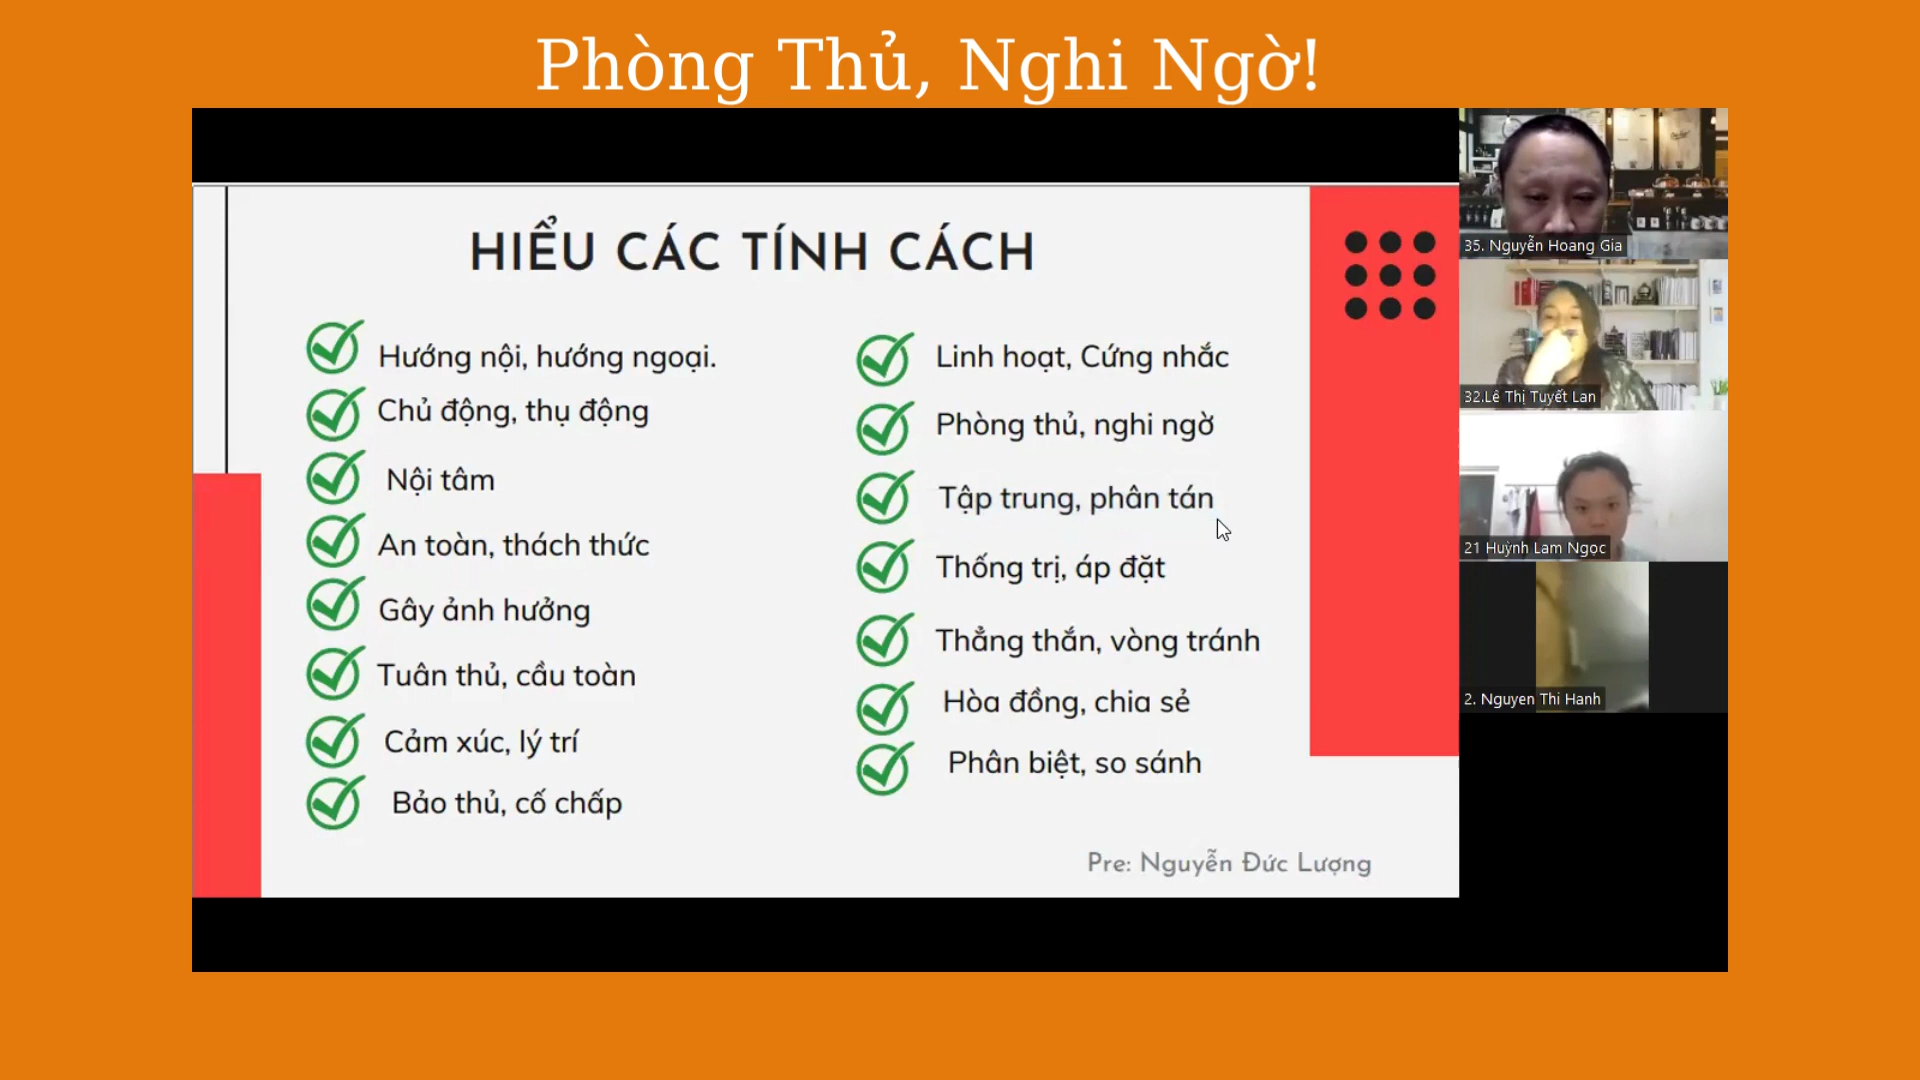 Phòng Thủ, Nghi Ngờ!
HIỂU CÁC TÍNH CÁCH
Hướng nội, hướng ngoại.
Chủ động, thụ động
Nội tâm
An toàn, thách thức
Gây ảnh hưởng
Tuân thủ, cầu toàn
Cảm xúc, lý trí
Bảo thủ, cố chấp
Linh hoạt, Cứng nhắc
Phòng thủ, nghi ngờ
Tập trung, phân tán
Thống trị, áp đặt
Thẳng thắn, vòng tránh
Hòa đồng, chia sẻ
Phân biệt, so sánh
Pre: Nguyễn Đức Lượng
35. Nguyễn Hoang Gia
32.Lê Thị Tuyết Lan
21 Huỳnh Lam Ngọc
2. Nguyen Thi Hanh